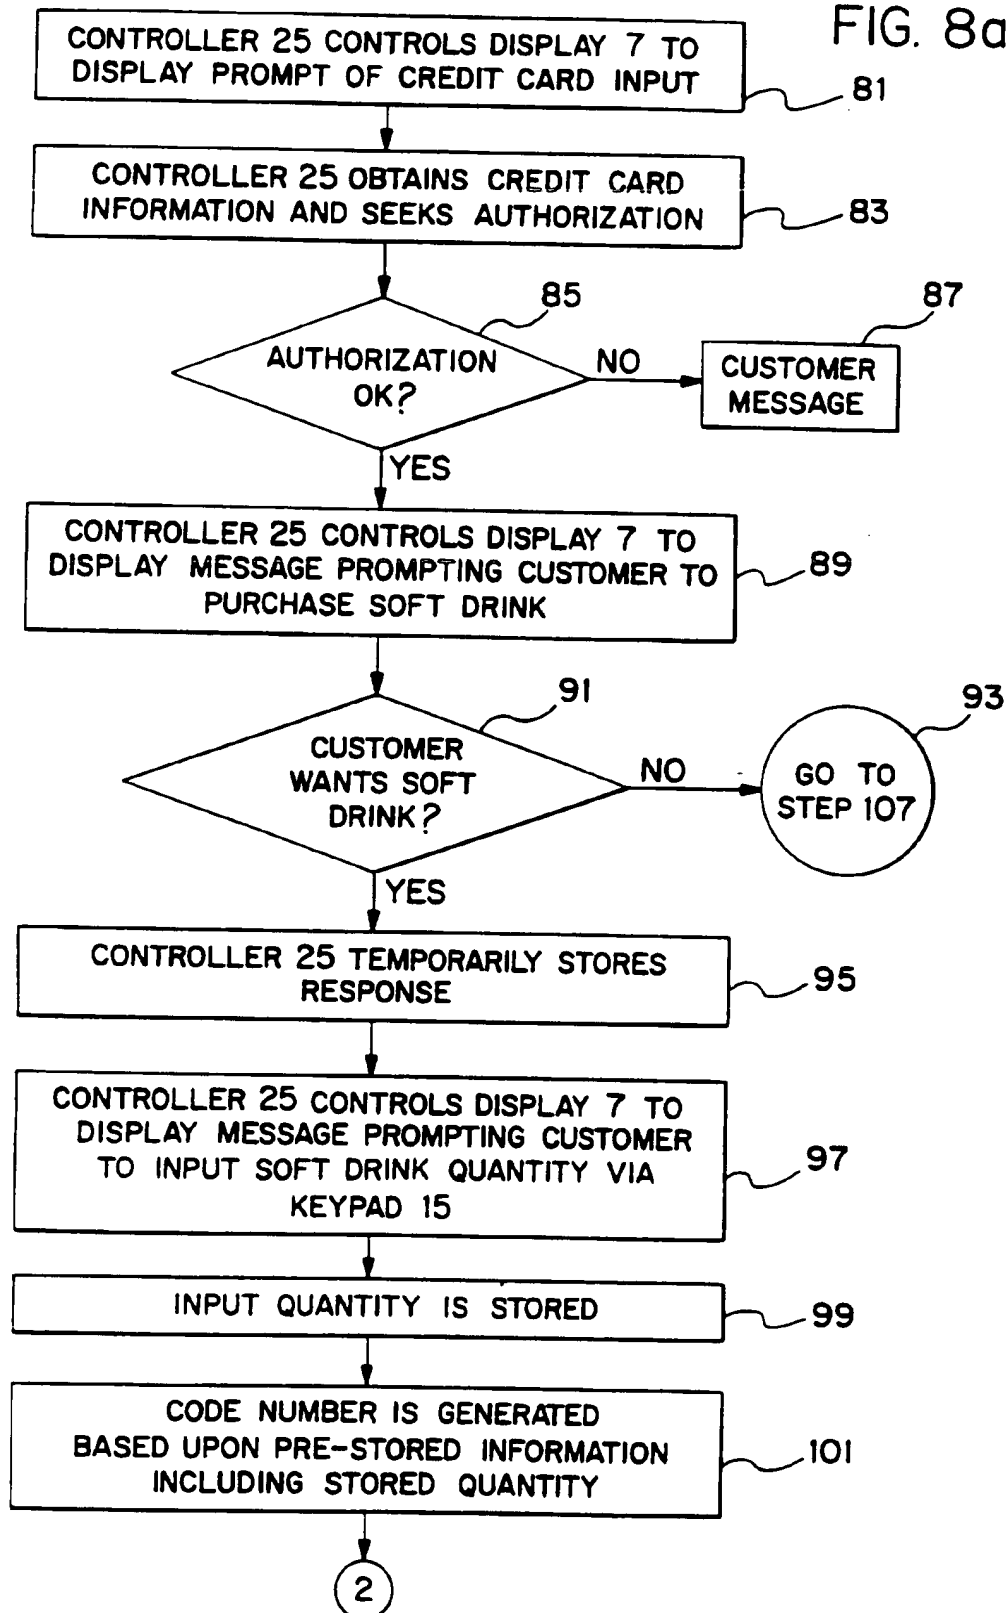 FIG. 8a
CONTROLLER 25 CONTROLS DISPLAY 7 TO
DISPLAY PROMPT OF CREDIT CARD INPUT
81
CONTROLLER 25 OBTAINS CREDIT CARD
INFORMATION AND SEEKS AUTHORIZATION
83
85
AUTHORIZATION
OK?
NO
87
CUSTOMER
MESSAGE
YES
CONTROLLER 25 CONTROLS DISPLAY 7 TO
DISPLAY MESSAGE PROMPTING CUSTOMER TO
PURCHASE SOFT DRINK
89
91
CUSTOMER
WANTS SOFT
DRINK?
NO
93
GO TO
STEP 107
YES
CONTROLLER 25 TEMPORARILY STORES
RESPONSE
95
CONTROLLER 25 CONTROLS DISPLAY 7 TO
DISPLAY MESSAGE PROMPTING CUSTOMER
TO INPUT SOFT DRINK QUANTITY VIA
KEYPAD 15
97
INPUT QUANTITY IS STORED
99
CODE NUMBER IS GENERATED
BASED UPON PRE-STORED INFORMATION
INCLUDING STORED QUANTITY
101
2